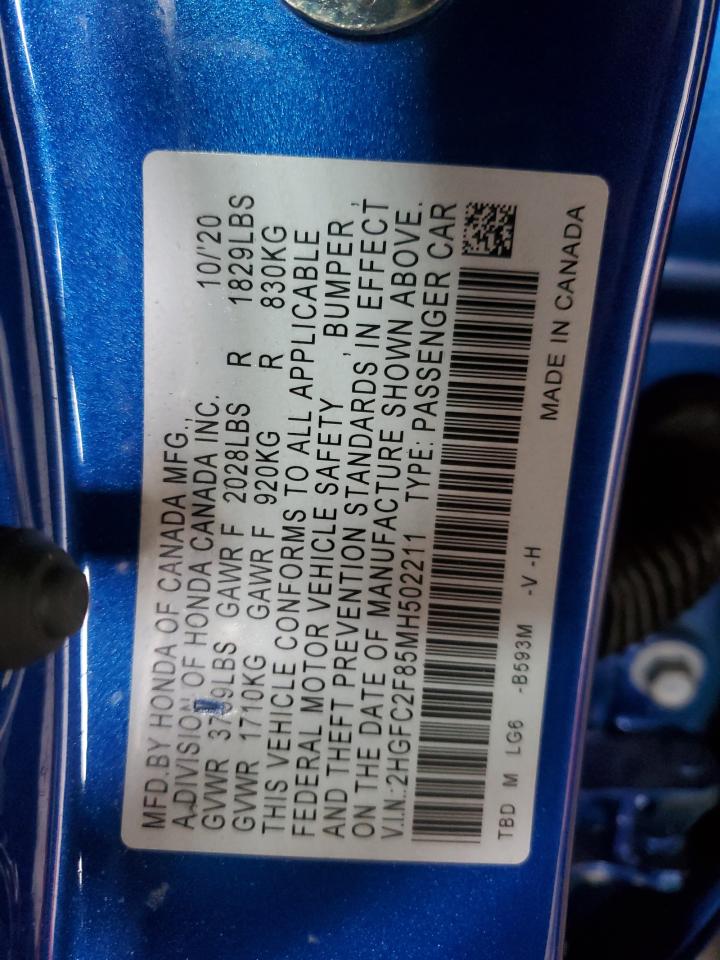 MFD.BY HONDA OF CANADA MFG., 10/'20
A DIVISION OF HONDA CANADA INC.
GVWR LBS GAWR F 2028LBS R 1829LBS
GVWR 1710KG GAWR F 920KG R 830KG
THIS VEHICLE CONFORMS TO ALL APPLICABLE
FEDERAL MOTOR VEHICLE SAFETY, BUMPER,
AND THEFT PREVENTION STANDARDS IN EFFECT
ON THE DATE OF MANUFACTURE SHOWN ABOVE.
V.I.N.:2HGFC2F85MH502211 TYPE: PASSENGER CAR
TBD M LG6 -B593M -V -H MADE IN CANADA